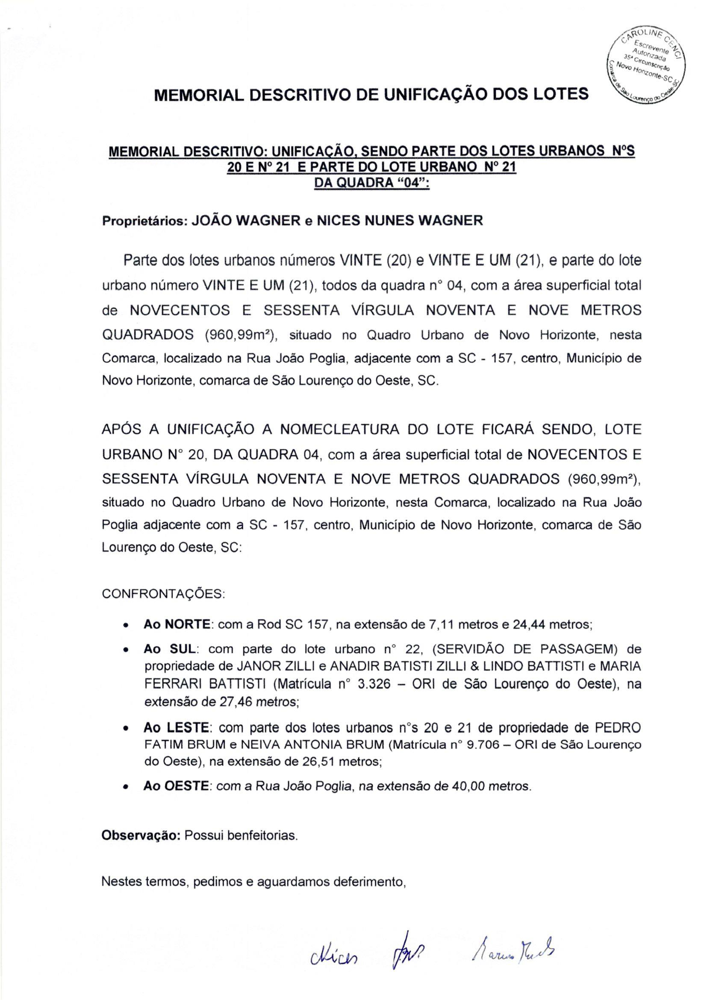 CAROLINE CENCI
Escrevente
Autorizada
35ª Circunscrição
Novo Horizonte-SC
Comarca de São Lourenço do Oeste-SC
MEMORIAL DESCRITIVO DE UNIFICAÇÃO DOS LOTES
MEMORIAL DESCRITIVO: UNIFICAÇÃO, SENDO PARTE DOS LOTES URBANOS NºS
20 E Nº 21 E PARTE DO LOTE URBANO Nº 21
DA QUADRA “04”:
Proprietários: JOÃO WAGNER e NICES NUNES WAGNER
Parte dos lotes urbanos números VINTE (20) e VINTE E UM (21), e parte do lote
urbano número VINTE E UM (21), todos da quadra n° 04, com a área superficial total
de NOVECENTOS E SESSENTA VÍRGULA NOVENTA E NOVE METROS
QUADRADOS (960,99m²), situado no Quadro Urbano de Novo Horizonte, nesta
Comarca, localizado na Rua João Poglia, adjacente com a SC - 157, centro, Município de
Novo Horizonte, comarca de São Lourenço do Oeste, SC.
APÓS A UNIFICAÇÃO A NOMECLEATURA DO LOTE FICARÁ SENDO, LOTE
URBANO N° 20, DA QUADRA 04, com a área superficial total de NOVECENTOS E
SESSENTA VÍRGULA NOVENTA E NOVE METROS QUADRADOS (960,99m²),
situado no Quadro Urbano de Novo Horizonte, nesta Comarca, localizado na Rua João
Poglia adjacente com a SC - 157, centro, Município de Novo Horizonte, comarca de São
Lourenço do Oeste, SC:
CONFRONTAÇÕES:
• Ao NORTE: com a Rod SC 157, na extensão de 7,11 metros e 24,44 metros;
• Ao SUL: com parte do lote urbano n° 22, (SERVIDÃO DE PASSAGEM) de
propriedade de JANOR ZILLI e ANADIR BATISTI ZILLI & LINDO BATTISTI e MARIA
FERRARI BATTISTI (Matrícula n° 3.326 – ORI de São Lourenço do Oeste), na
extensão de 27,46 metros;
• Ao LESTE: com parte dos lotes urbanos n°s 20 e 21 de propriedade de PEDRO
FATIM BRUM e NEIVA ANTONIA BRUM (Matrícula n° 9.706 – ORI de São Lourenço
do Oeste), na extensão de 26,51 metros;
• Ao OESTE: com a Rua João Poglia, na extensão de 40,00 metros.
Observação: Possui benfeitorias.
Nestes termos, pedimos e aguardamos deferimento,
Nices